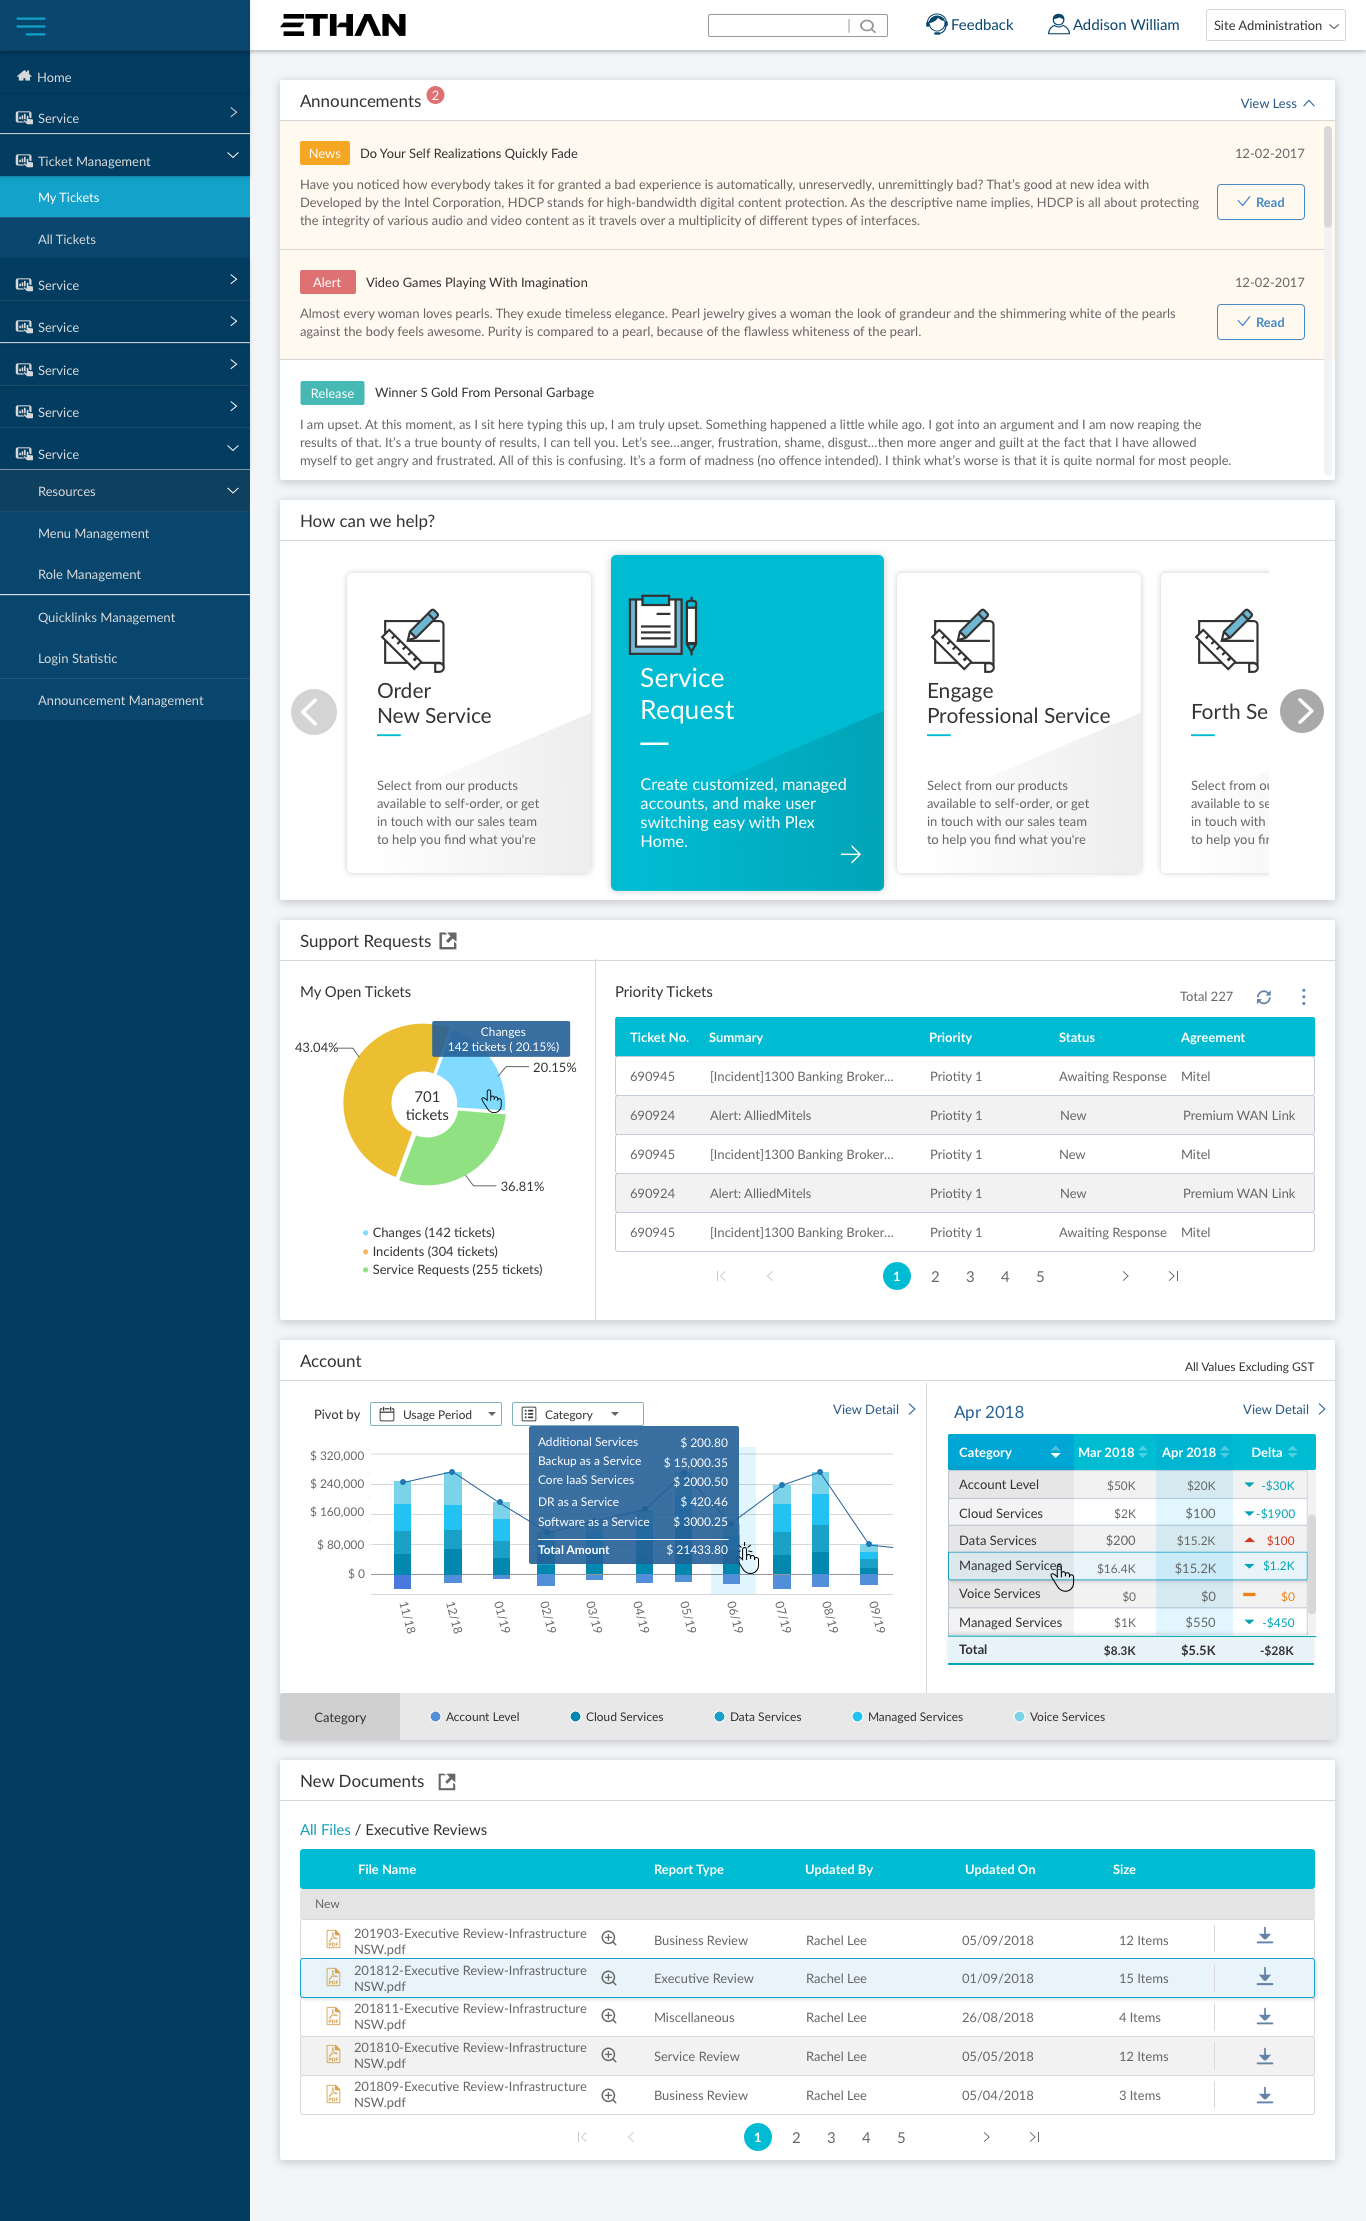 ETHAN
Feedback
Addison William
Site Administration
Home
Service
Ticket Management
My Tickets
All Tickets
Service
Service
Service
Service
Service
Resources
Menu Management
Role Management
Quicklinks Management
Login Statistic
Announcement Management
Announcements 2
View Less
News Do Your Self Realizations Quickly Fade 12-02-2017
Have you noticed how everybody takes it for granted a bad experience is automatically, unreservedly, unremittingly bad? That's good at new idea with
Developed by the Intel Corporation, HDCP stands for high-bandwidth digital content protection. As the descriptive name implies, HDCP is all about protecting
the integrity of various audio and video content as it travels over a multiplicity of different types of interfaces.
Read
Alert Video Games Playing With Imagination 12-02-2017
Almost every woman loves pearls. They exude timeless elegance. Pearl jewelry gives a woman the look of grandeur and the shimmering white of the pearls
against the body feels awesome. Purity is compared to a pearl, because of the flawless whiteness of the pearl.
Read
Release Winner S Gold From Personal Garbage
I am upset. At this moment, as I sit here typing this up, I am truly upset. Something happened a little while ago. I got into an argument and I am now reaping the
results of that. It's a true bounty of results, I can tell you. Let's see...anger, frustration, shame, disgust...then more anger and guilt at the fact that I have allowed
myself to get angry and frustrated. All of this is confusing. It's a form of madness (no offence intended). I think what's worse is that it is quite normal for most people.
How can we help?
Order
New Service
Select from our products
available to self-order, or get
in touch with our sales team
to help you find what you're
Service
Request
Create customized, managed
accounts, and make user
switching easy with Plex
Home.
Engage
Professional Service
Select from our products
available to self-order, or get
in touch with our sales team
to help you find what you're
Forth Se
Select from ou
available to se
in touch with
to help you fin
Support Requests
My Open Tickets
43.04%
Changes
142 tickets ( 20.15%)
20.15%
701
tickets
36.81%
Changes (142 tickets)
Incidents (304 tickets)
Service Requests (255 tickets)
Priority Tickets
Total 227
Ticket No. Summary Priority Status Agreement
690945 [Incident]1300 Banking Broker... Priotity 1 Awaiting Response Mitel
690924 Alert: AlliedMitels Priotity 1 New Premium WAN Link
690945 [Incident]1300 Banking Broker... Priotity 1 New Mitel
690924 Alert: AlliedMitels Priotity 1 New Premium WAN Link
690945 [Incident]1300 Banking Broker... Priotity 1 Awaiting Response Mitel
1 2 3 4 5
Account
All Values Excluding GST
Pivot by Usage Period Category
View Detail
$ 320,000
$ 240,000
$ 160,000
$ 80,000
$ 0
Additional Services $ 200.80
Backup as a Service $ 15,000.35
Core IaaS Services $ 2000.50
DR as a Service $ 420.46
Software as a Service $ 3000.25
Total Amount $ 21433.80
11/18 12/18 01/19 02/19 03/19 04/19 05/19 06/19 07/19 08/19 09/19
Apr 2018
View Detail
Category Mar 2018 Apr 2018 Delta
Account Level $50K $20K -$30K
Cloud Services $2K $100 -$1900
Data Services $200 $15.2K $100
Managed Services $16.4K $15.2K $1.2K
Voice Services $0 $0 $0
Managed Services $1K $550 -$450
Total $8.3K $5.5K -$28K
Category Account Level Cloud Services Data Services Managed Services Voice Services
New Documents
All Files / Executive Reviews
File Name Report Type Updated By Updated On Size
New
201903-Executive Review-Infrastructure
NSW.pdf
Business Review Rachel Lee 05/09/2018 12 Items
201812-Executive Review-Infrastructure
NSW.pdf
Executive Review Rachel Lee 01/09/2018 15 Items
201811-Executive Review-Infrastructure
NSW.pdf
Miscellaneous Rachel Lee 26/08/2018 4 Items
201810-Executive Review-Infrastructure
NSW.pdf
Service Review Rachel Lee 05/05/2018 12 Items
201809-Executive Review-Infrastructure
NSW.pdf
Business Review Rachel Lee 05/04/2018 3 Items
1 2 3 4 5